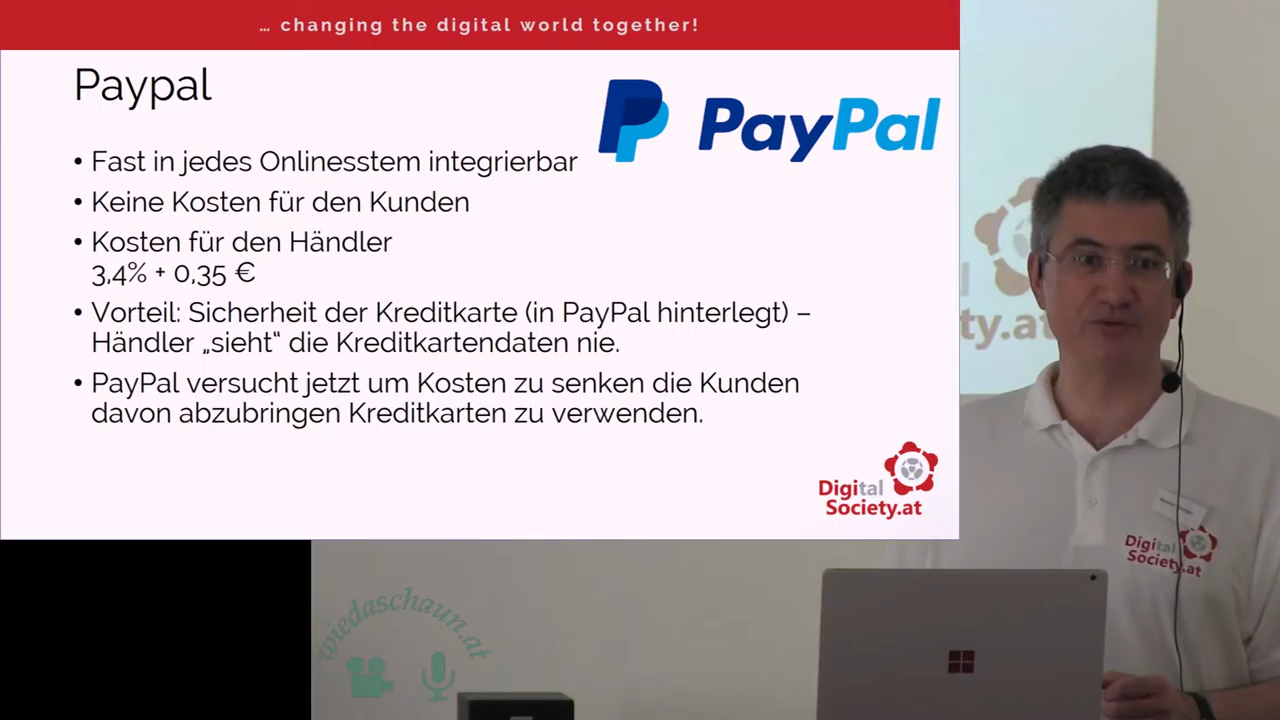 … changing the digital world together!
Paypal
PayPal
• Fast in jedes Onlinesstem integrierbar
• Keine Kosten für den Kunden
• Kosten für den Händler
3,4% + 0,35 €
• Vorteil: Sicherheit der Kreditkarte (in PayPal hinterlegt) –
Händler „sieht“ die Kreditkartendaten nie.
• PayPal versucht jetzt um Kosten zu senken die Kunden
davon abzubringen Kreditkarten zu verwenden.
Digital
Society.at
ty.at
Digital
Society.at
wiedaschaun.at